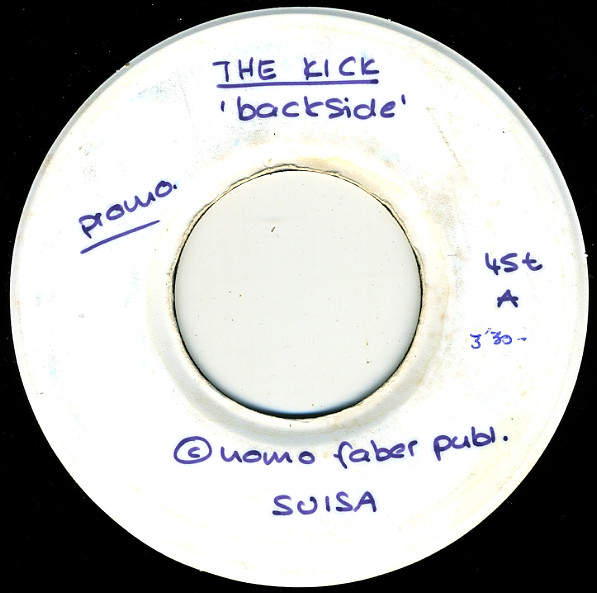 THE KICK
'backside'
promo.
45t
A
3'30-
© uomo faber publ.
SUISA